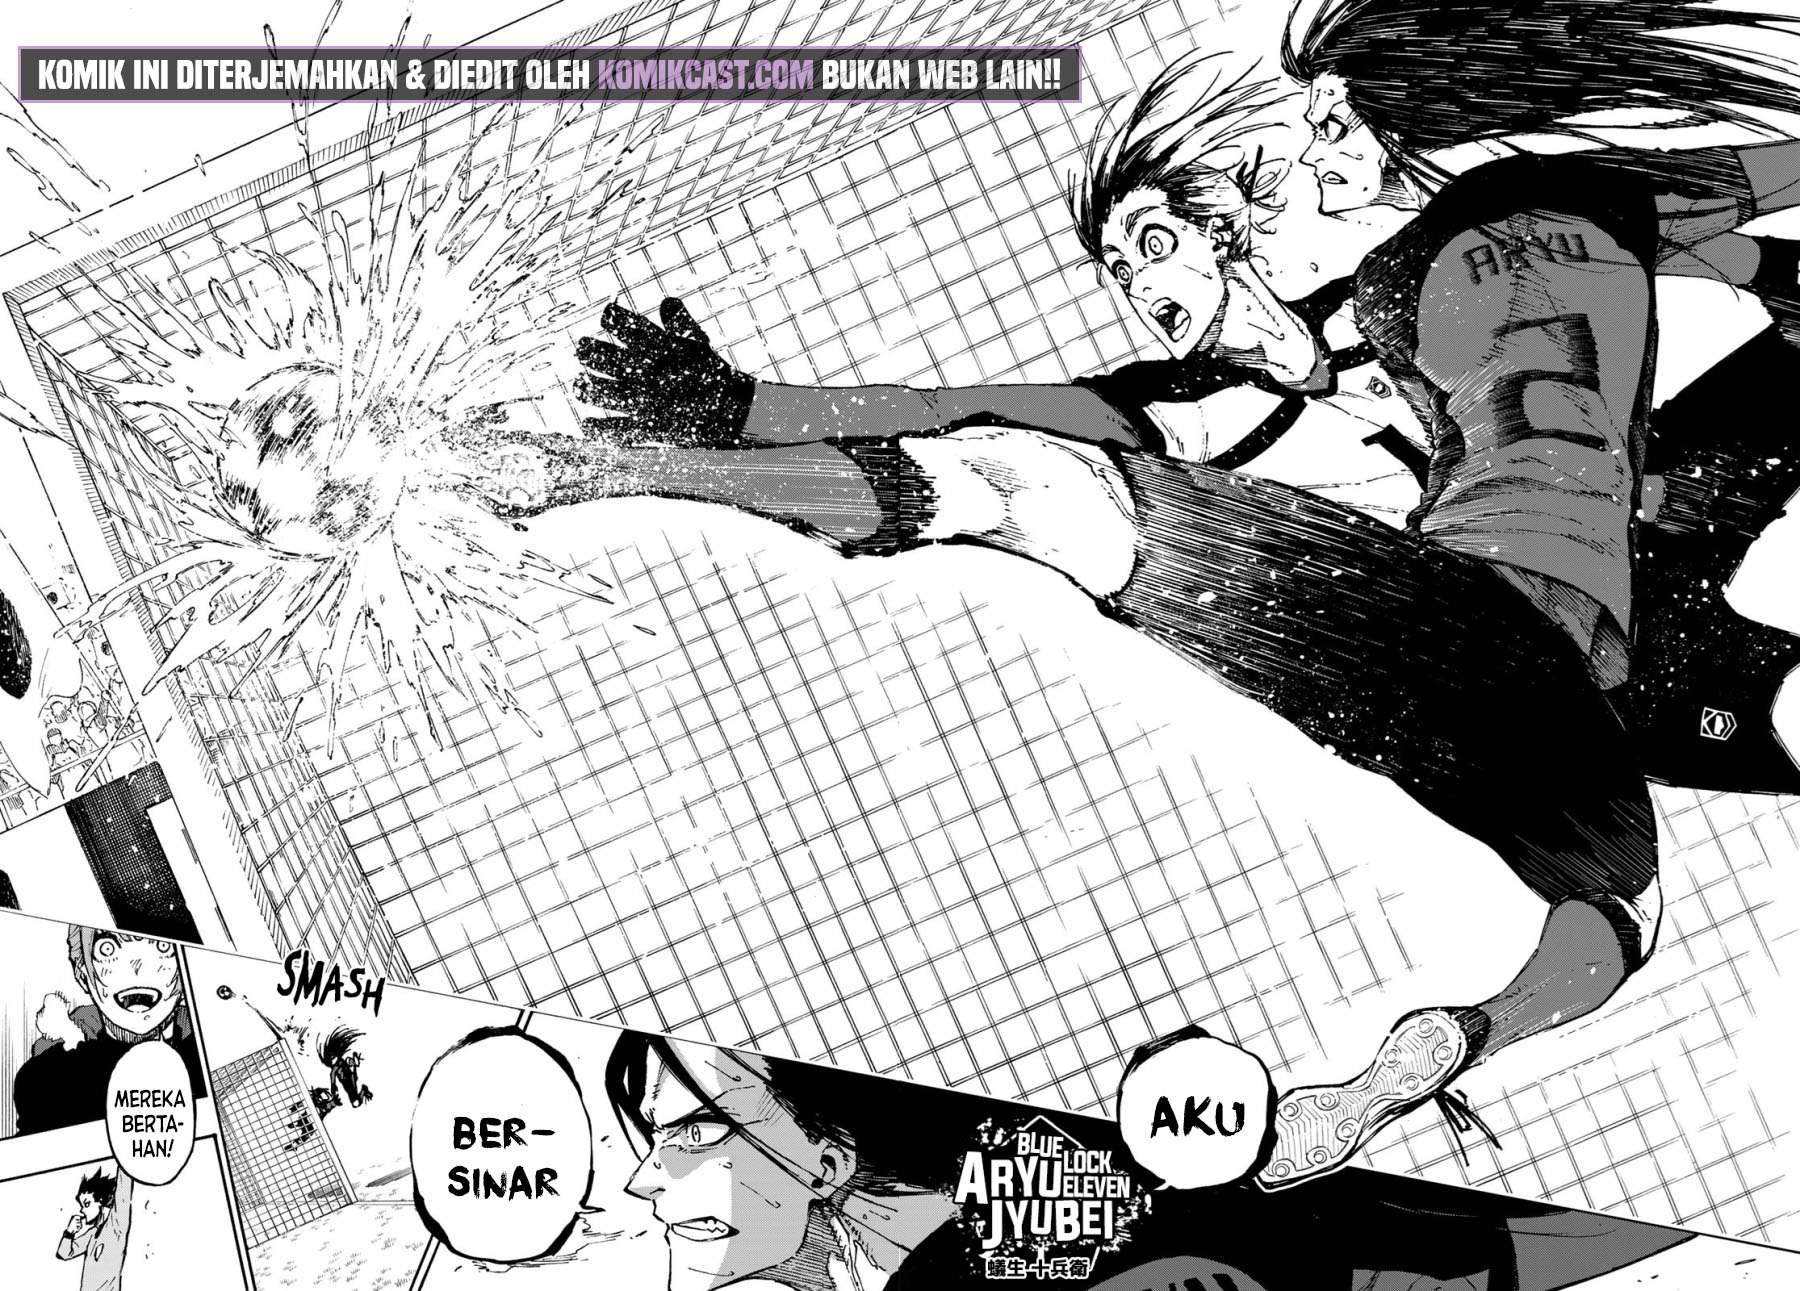 KOMIK INI DITERJEMAHKAN & DIEDIT OLEH KOMIKCAST.COM BUKAN WEB LAIN!!
ARYU
AKU
BLUE
LOCK
ARYU
ELEVEN
JYUBEI
蟻生 十兵衛
BER-
SINAR
SMASH
MEREKA
BERTA-
HAN!